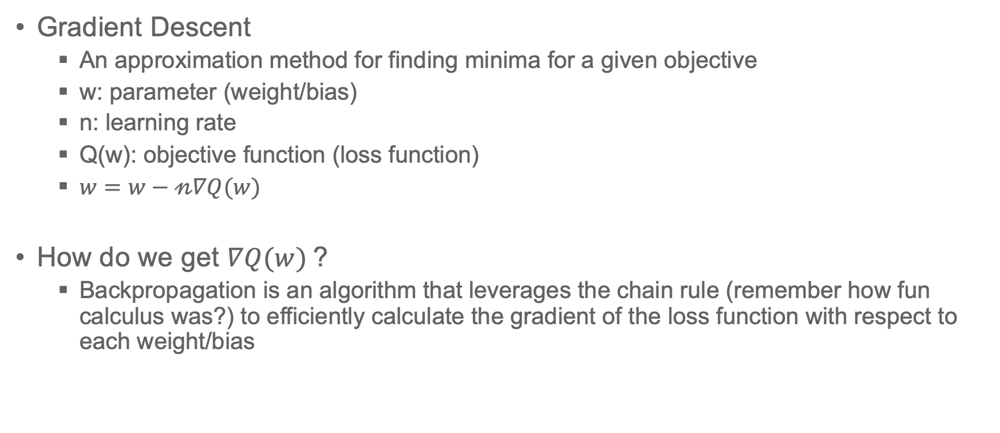 • Gradient Descent
▪ An approximation method for finding minima for a given objective
▪ w: parameter (weight/bias)
▪ n: learning rate
▪ Q(w): objective function (loss function)
▪ 𝑤 = 𝑤 − 𝓃∇𝑄(𝑤)
• How do we get ∇𝑄(𝑤) ?
▪ Backpropagation is an algorithm that leverages the chain rule (remember how fun
calculus was?) to efficiently calculate the gradient of the loss function with respect to
each weight/bias